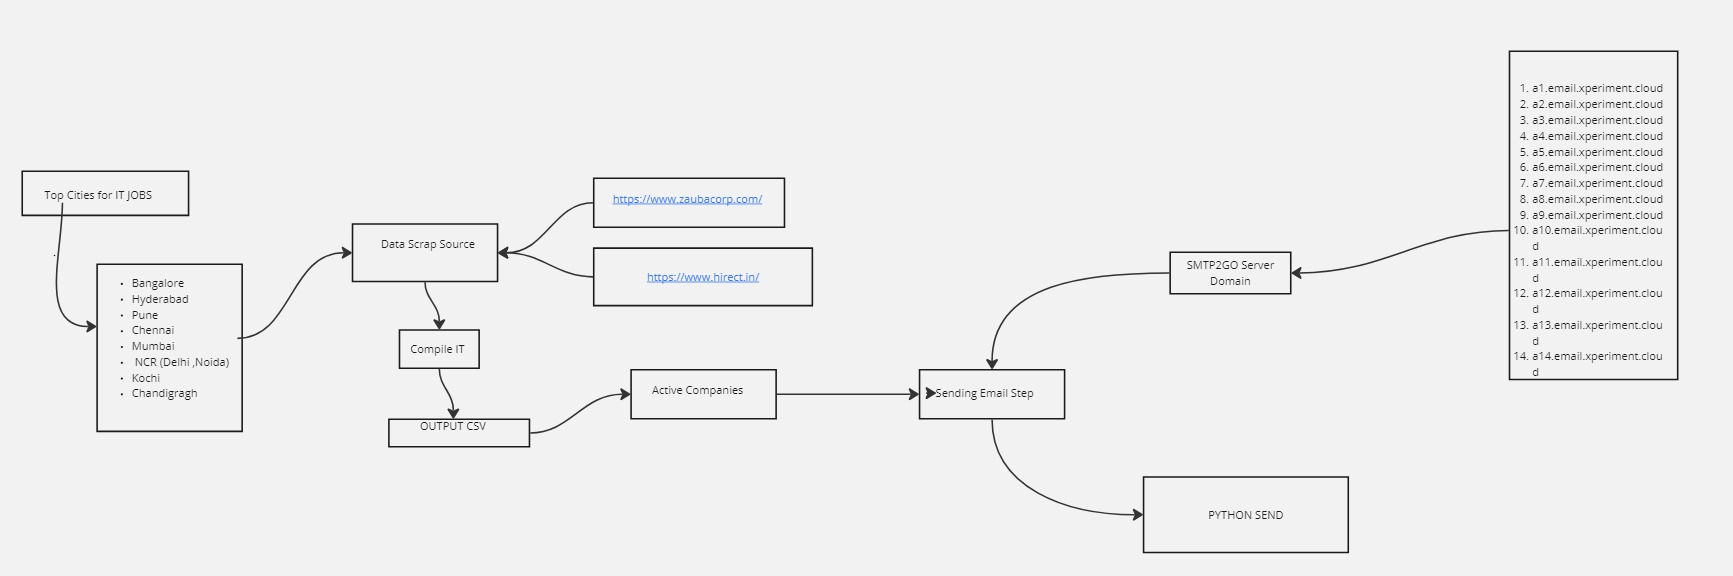 Top Cities for IT JOBS
• Bangalore
• Hyderabad
• Pune
• Chennai
• Mumbai
• NCR (Delhi ,Noida)
• Kochi
• Chandigragh
Data Scrap Source
https://www.zaubacorp.com/
https://www.hirect.in/
Compile IT
OUTPUT CSV
Active Companies
Sending Email Step
SMTP2GO Server
Domain
1. a1.email.xperiment.cloud
2. a2.email.xperiment.cloud
3. a3.email.xperiment.cloud
4. a4.email.xperiment.cloud
5. a5.email.xperiment.cloud
6. a6.email.xperiment.cloud
7. a7.email.xperiment.cloud
8. a8.email.xperiment.cloud
9. a9.email.xperiment.cloud
10. a10.email.xperiment.clou
d
11. a11.email.xperiment.clou
d
12. a12.email.xperiment.clou
d
13. a13.email.xperiment.clou
d
14. a14.email.xperiment.clou
d
PYTHON SEND